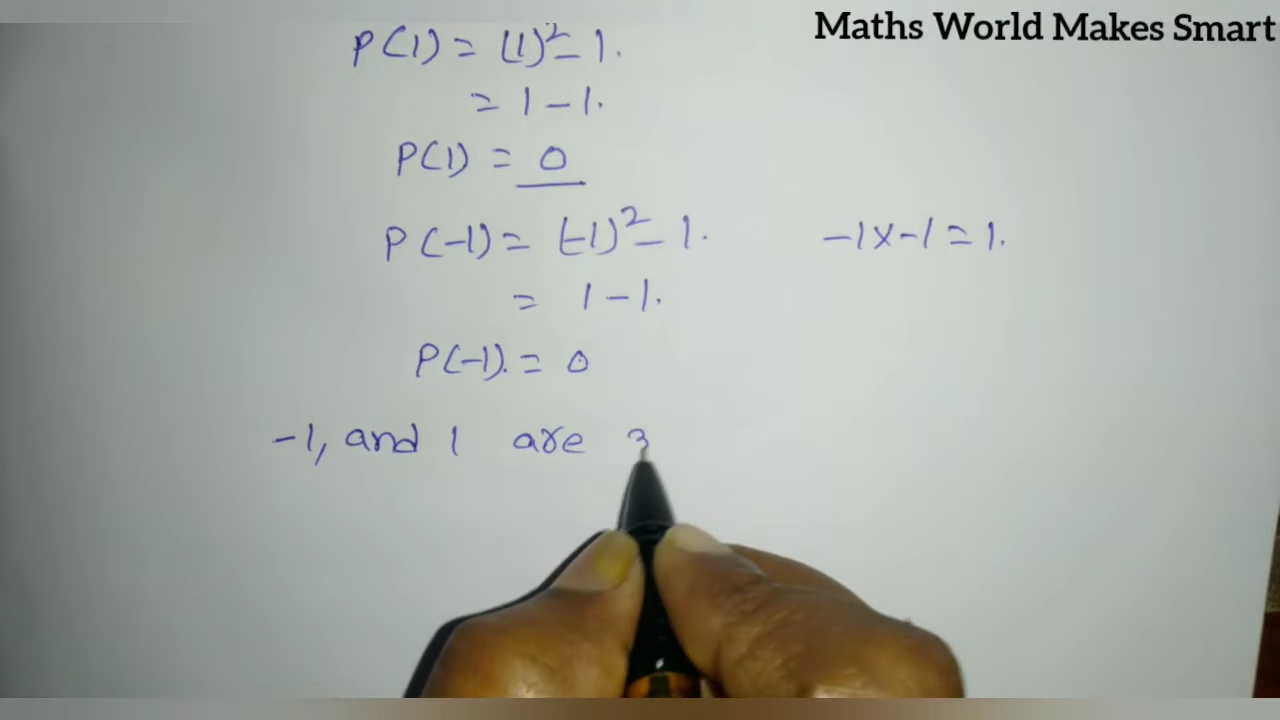 Maths World Makes Smart
P(1) = (1)² - 1.
= 1 - 1.
P(1) = 0
P(-1) = (-1)² - 1. -1 x -1 = 1.
= 1 - 1.
P(-1). = 0
-1, and 1 are